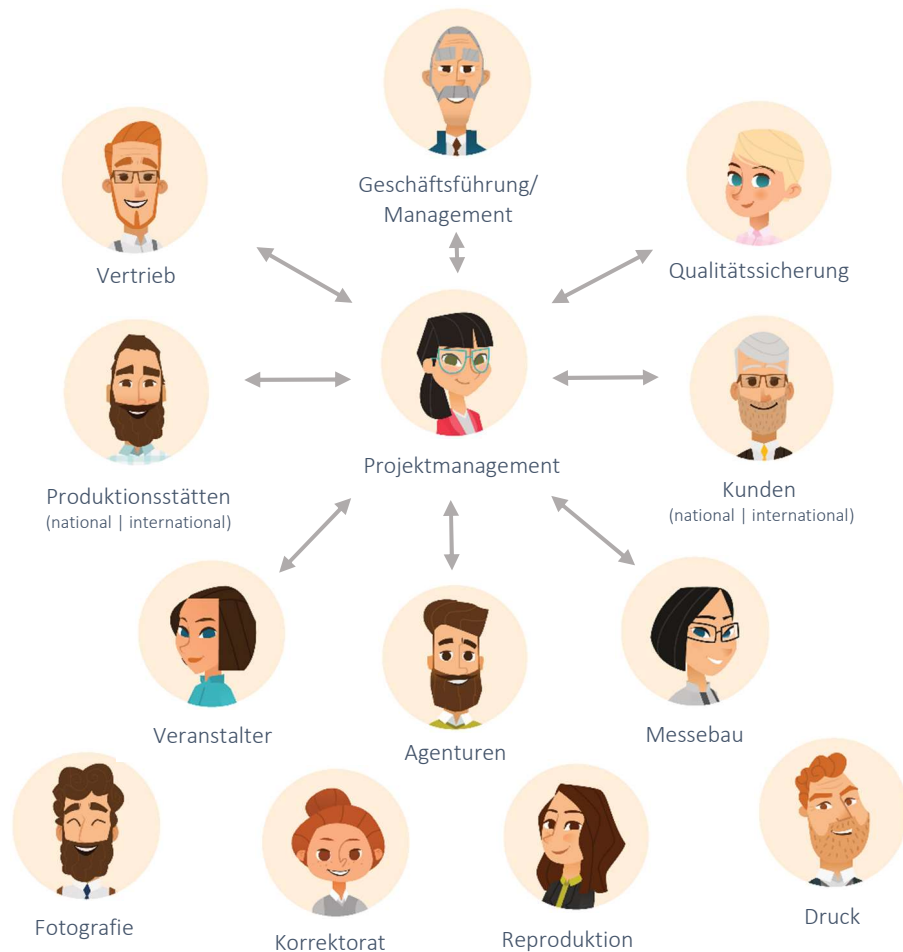 Geschäftsführung/
Management
Vertrieb
Qualitätssicherung
Projektmanagement
Produktionsstätten
(national | international)
Kunden
(national | international)
Veranstalter
Agenturen
Messebau
Fotografie
Korrektorat
Reproduktion
Druck